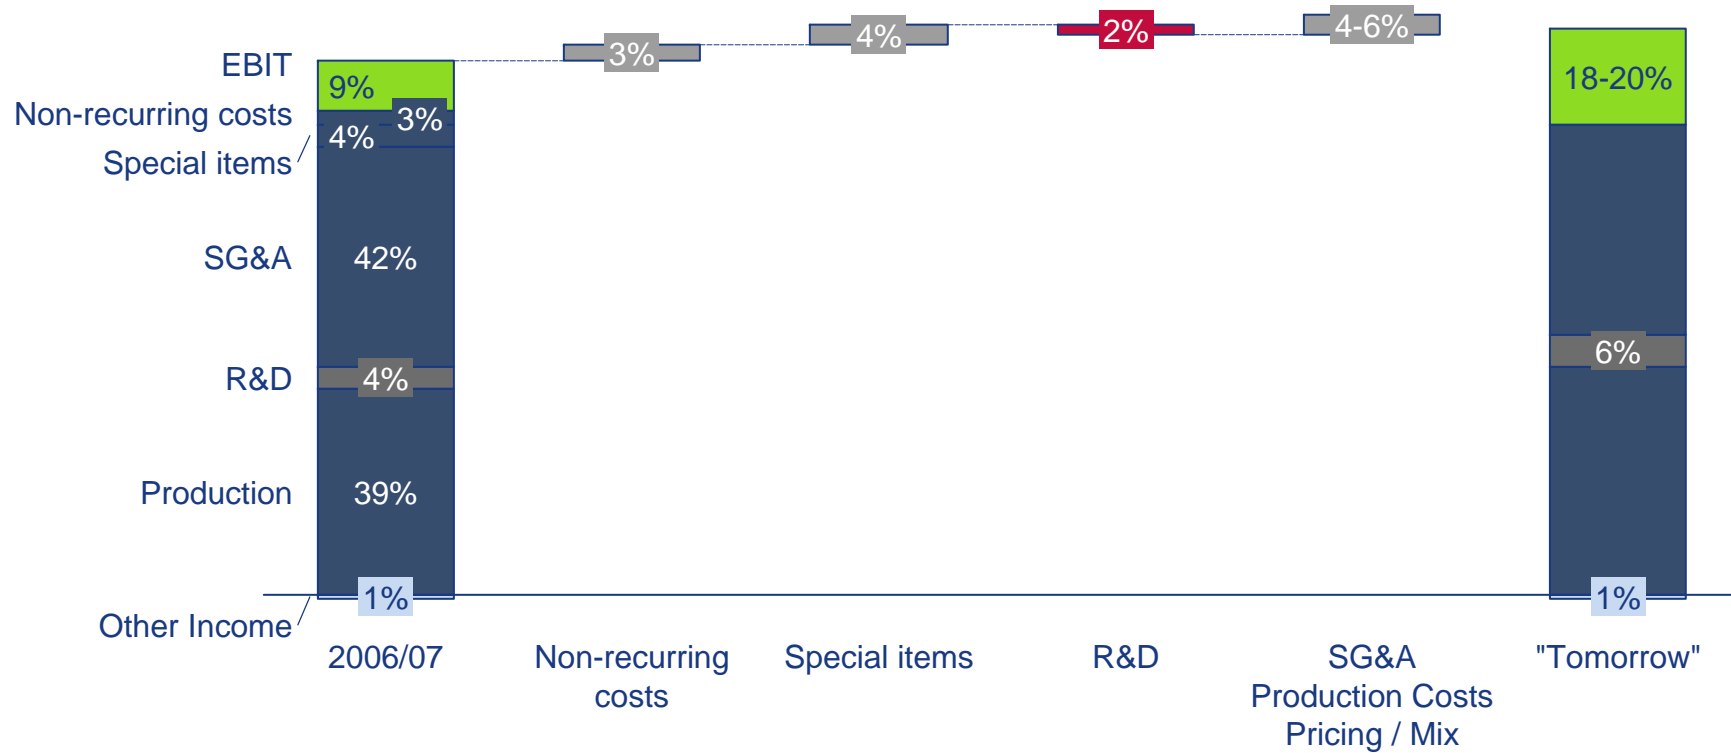 3%
4%
2%
4-6%
EBIT
9%
18-20%
Non-recurring costs
3%
4%
Special items
SG&A
42%
R&D
4%
6%
Production
39%
1%
1%
Other Income
2006/07
Non-recurring
costs
Special items
R&D
SG&A
Production Costs
Pricing / Mix
"Tomorrow"